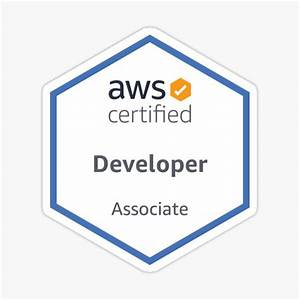 aws
certified
Developer
Associate